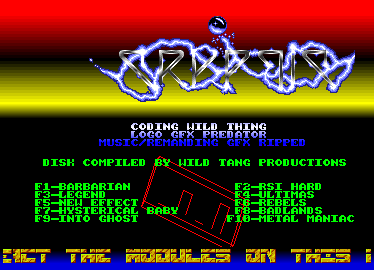 CODING WILD THING
LOGO GFX PREDATOR
MUSIC/REMANDING GFX RIPPED
DISK COMPILED BY WILD TANG PRODUCTIONS
F1-BARBARIAN F2-RSI HARD
F3-LEGEND F4-ULTIMAS
F5-NEW EFFECT F6-REBELS
F7-HYSTERICAL BABY F8-BADLANDS
F9-INTO GHOST F10-METAL MANIAC
THE MODULES ON THIS